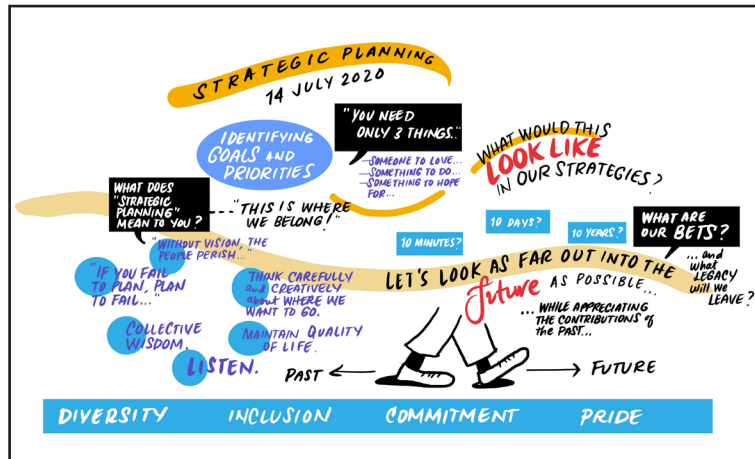 STRATEGIC PLANNING
14 JULY 2020
IDENTIFYING
GOALS AND
PRIORITIES
"YOU NEED
ONLY 3 THINGS.."
—SOMEONE TO LOVE...
—SOMETHING TO DO...
—SOMETHING TO HOPE
FOR...
WHAT WOULD THIS
LOOK LIKE
IN OUR STRATEGIES?
WHAT DOES
"STRATEGIC
PLANNING"
MEAN TO YOU?
"THIS IS WHERE
WE BELONG!"
"WITHOUT VISION, THE
PEOPLE PERISH..."
"IF YOU FAIL
TO PLAN, PLAN
TO FAIL..."
THINK CAREFULLY
and CREATIVELY
about WHERE WE
WANT TO GO.
COLLECTIVE
WISDOM.
MAINTAIN QUALITY
OF LIFE.
LISTEN.
10 MINUTES?
10 DAYS?
10 YEARS?
WHAT ARE
OUR BETS?
...and
what
LEGACY
will we
LEAVE?
LET'S LOOK AS FAR OUT INTO THE
future AS POSSIBLE...
...WHILE APPRECIATING
THE CONTRIBUTIONS of
THE PAST...
PAST
FUTURE
DIVERSITY INCLUSION COMMITMENT PRIDE